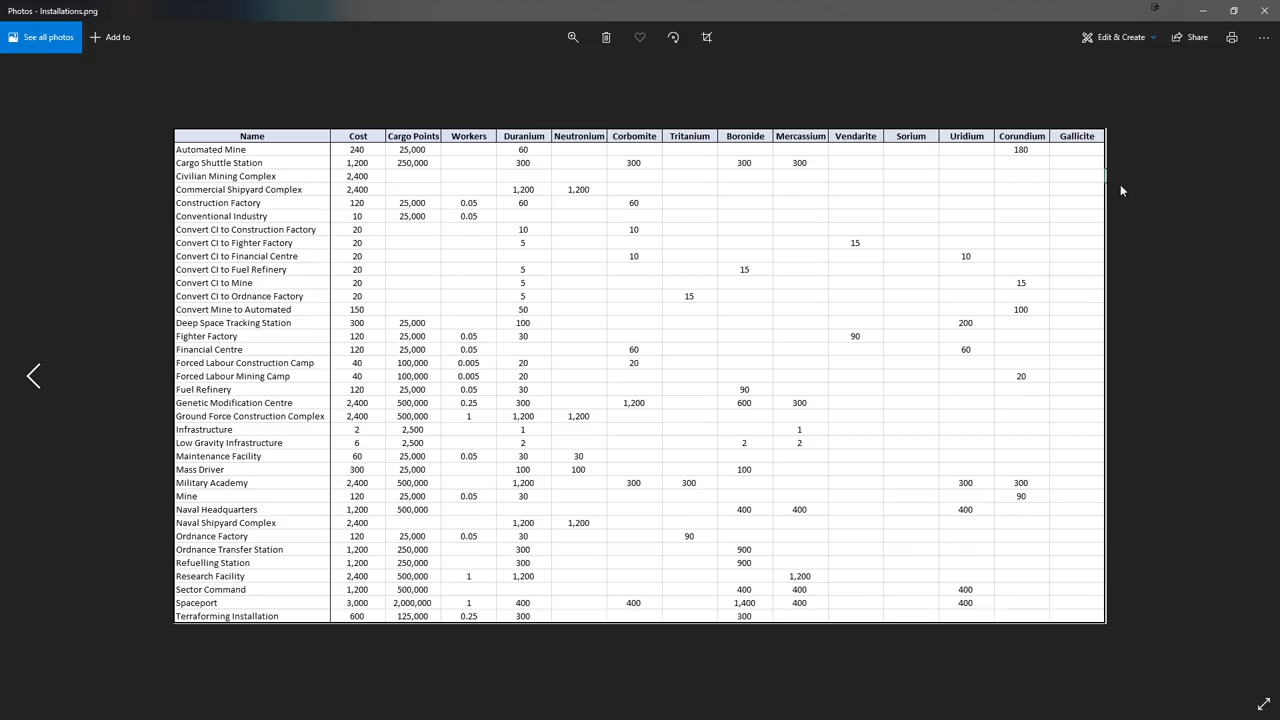 Photos - Installations.png
See all photos + Add to Edit & Create Share
Name Cost Cargo Points Workers Duranium Neutronium Corbomite Tritanium Boronide Mercassium Vendarite Sorium Uridium Corundium Gallicite
Automated Mine 240 25,000 60 180
Cargo Shuttle Station 1,200 250,000 300 300 300 300
Civilian Mining Complex 2,400
Commercial Shipyard Complex 2,400 1,200 1,200
Construction Factory 120 25,000 0.05 60 60
Conventional Industry 10 25,000 0.05
Convert CI to Construction Factory 20 10 10
Convert CI to Fighter Factory 20 5 15
Convert CI to Financial Centre 20 10 10
Convert CI to Fuel Refinery 20 5 15
Convert CI to Mine 20 5 15
Convert CI to Ordnance Factory 20 5 15
Convert Mine to Automated 150 50 100
Deep Space Tracking Station 300 25,000 100 200
Fighter Factory 120 25,000 0.05 30 90
Financial Centre 120 25,000 0.05 60 60
Forced Labour Construction Camp 40 100,000 0.005 20 20
Forced Labour Mining Camp 40 100,000 0.005 20 20
Fuel Refinery 120 25,000 0.05 30 90
Genetic Modification Centre 2,400 500,000 0.25 300 1,200 600 300
Ground Force Construction Complex 2,400 500,000 1 1,200 1,200
Infrastructure 2 2,500 1 1
Low Gravity Infrastructure 6 2,500 2 2 2
Maintenance Facility 60 25,000 0.05 30 30
Mass Driver 300 25,000 100 100 100
Military Academy 2,400 500,000 1,200 300 300 300 300
Mine 120 25,000 0.05 30 90
Naval Headquarters 1,200 500,000 400 400 400
Naval Shipyard Complex 2,400 1,200 1,200
Ordnance Factory 120 25,000 0.05 30 90
Ordnance Transfer Station 1,200 250,000 300 900
Refuelling Station 1,200 250,000 300 900
Research Facility 2,400 500,000 1 1,200 1,200
Sector Command 1,200 500,000 400 400 400
Spaceport 3,000 2,000,000 1 400 400 1,400 400 400
Terraforming Installation 600 125,000 0.25 300 300